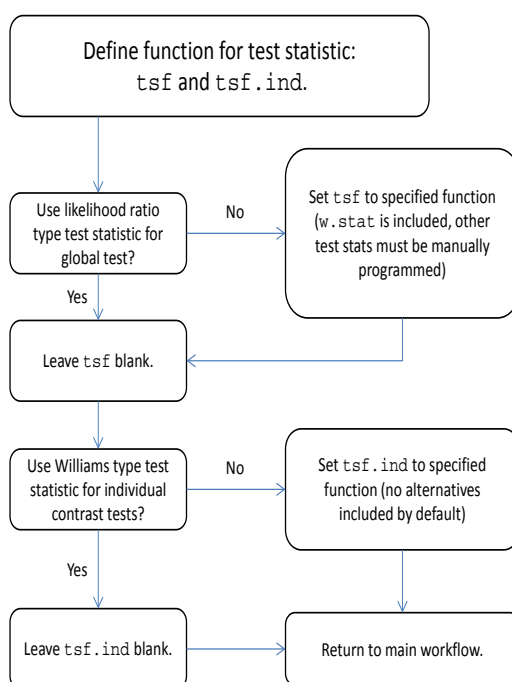 Define function for test statistic:
tsf and tsf.ind.
Use likelihood ratio
type test statistic for
global test?
No
Set tsf to specified function
(w.stat is included, other
test stats must be manually
programmed)
Yes
Leave tsf blank.
Use Williams type test
statistic for individual
contrast tests?
No
Set tsf.ind to specified
function (no alternatives
included by default)
Yes
Leave tsf.ind blank.
Return to main workflow.